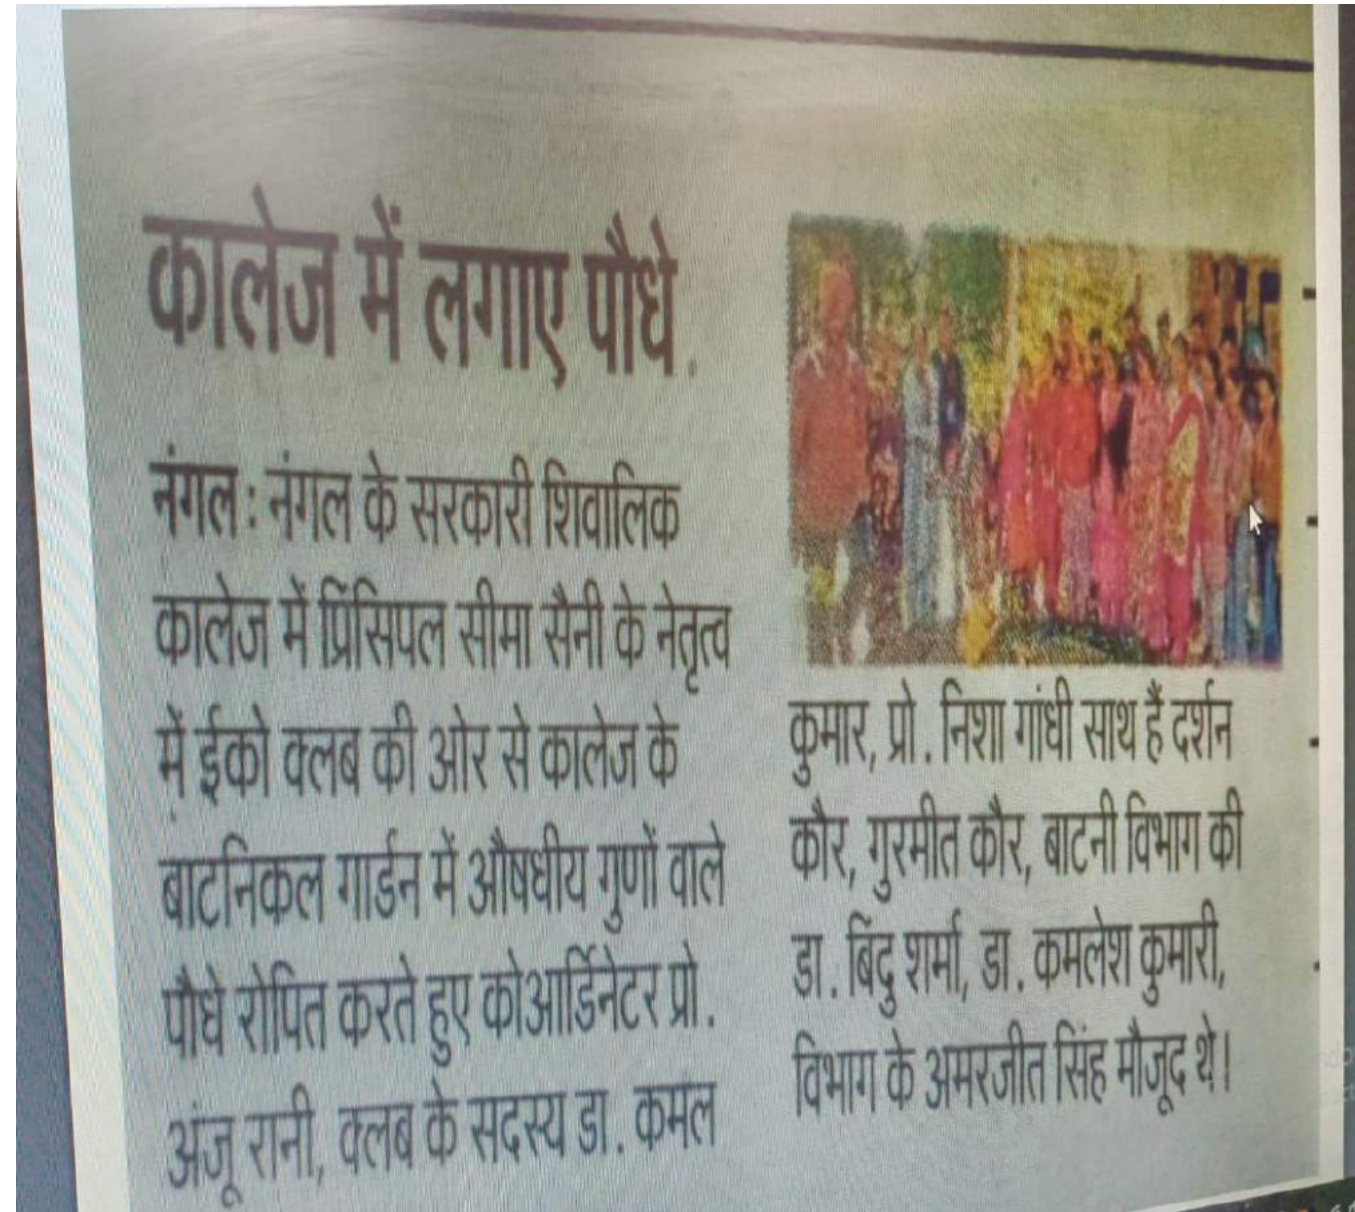 कालेज में लगाए पौधे.
नंगल : नंगल के सरकारी शिवालिक
कालेज में प्रिंसिपल सीमा सैनी के नेतृत्व
में ईको क्लब की ओर से कालेज के
बाटनिकल गार्डन में औषधीय गुणों वाले
पौधे रोपित करते हुए कोआर्डिनेटर प्रो.
अंजू रानी, क्लब के सदस्य डा. कमल
कुमार, प्रो. निशा गांधी साथ हैं दर्शन
कौर, गुरमीत कौर, बाटनी विभाग की
डा. बिंदु शर्मा, डा. कमलेश कुमारी,
विभाग के अमरजीत सिंह मौजूद थे।